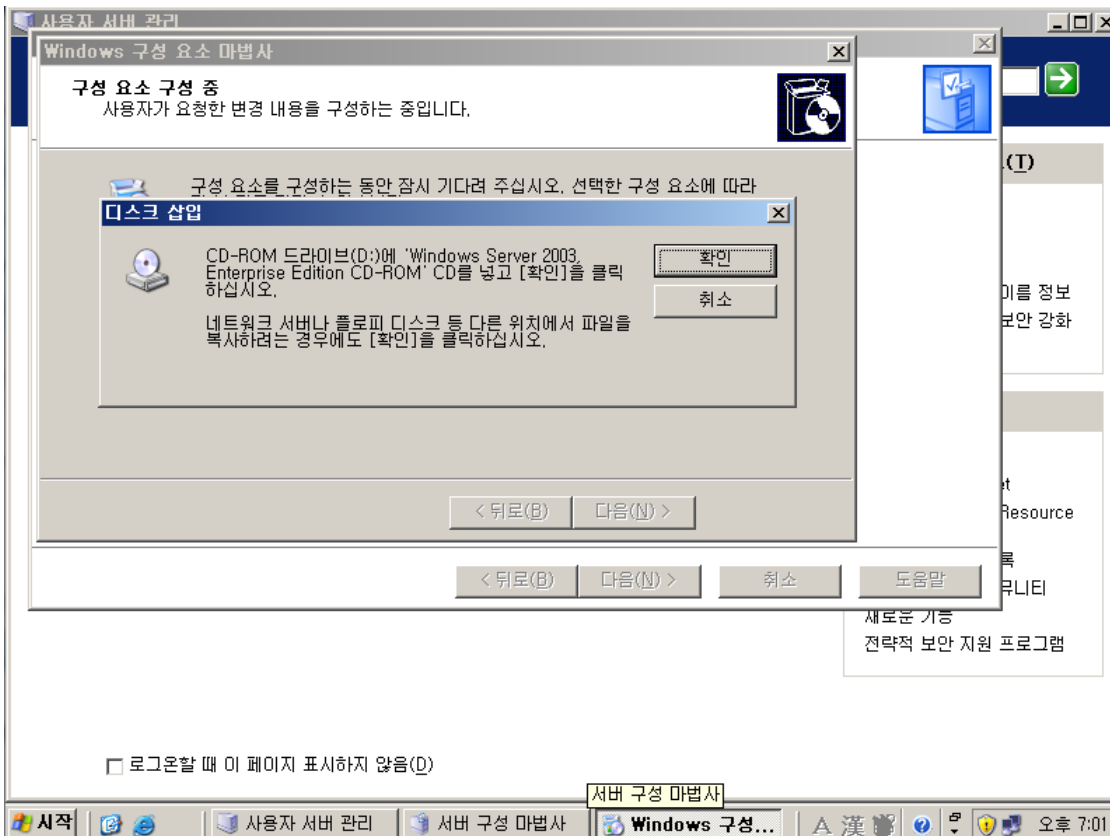 사용자 서버 관리
Windows 구성 요소 마법사
구성 요소 구성 중
사용자가 요청한 변경 내용을 구성하는 중입니다.
구성 요소를 구성하는 동안 잠시 기다려 주십시오. 선택한 구성 요소에 따라
디스크 삽입
CD-ROM 드라이브(D:)에 'Windows Server 2003,
Enterprise Edition CD-ROM' CD를 넣고 [확인]을 클릭
하십시오.
네트워크 서버나 플로피 디스크 등 다른 위치에서 파일을
복사하려는 경우에도 [확인]을 클릭하십시오.
확인
취소
(T)
이름 정보
보안 강화
< 뒤로(B)
다음(N) >
Resource
< 뒤로(B)
다음(N) >
취소
도움말
새로운 기능
전략적 보안 지원 프로그램
로그온할 때 이 페이지 표시하지 않음(D)
서버 구성 마법사
시작
사용자 서버 관리
서버 구성 마법사
Windows 구성...
A 漢
오후 7:01